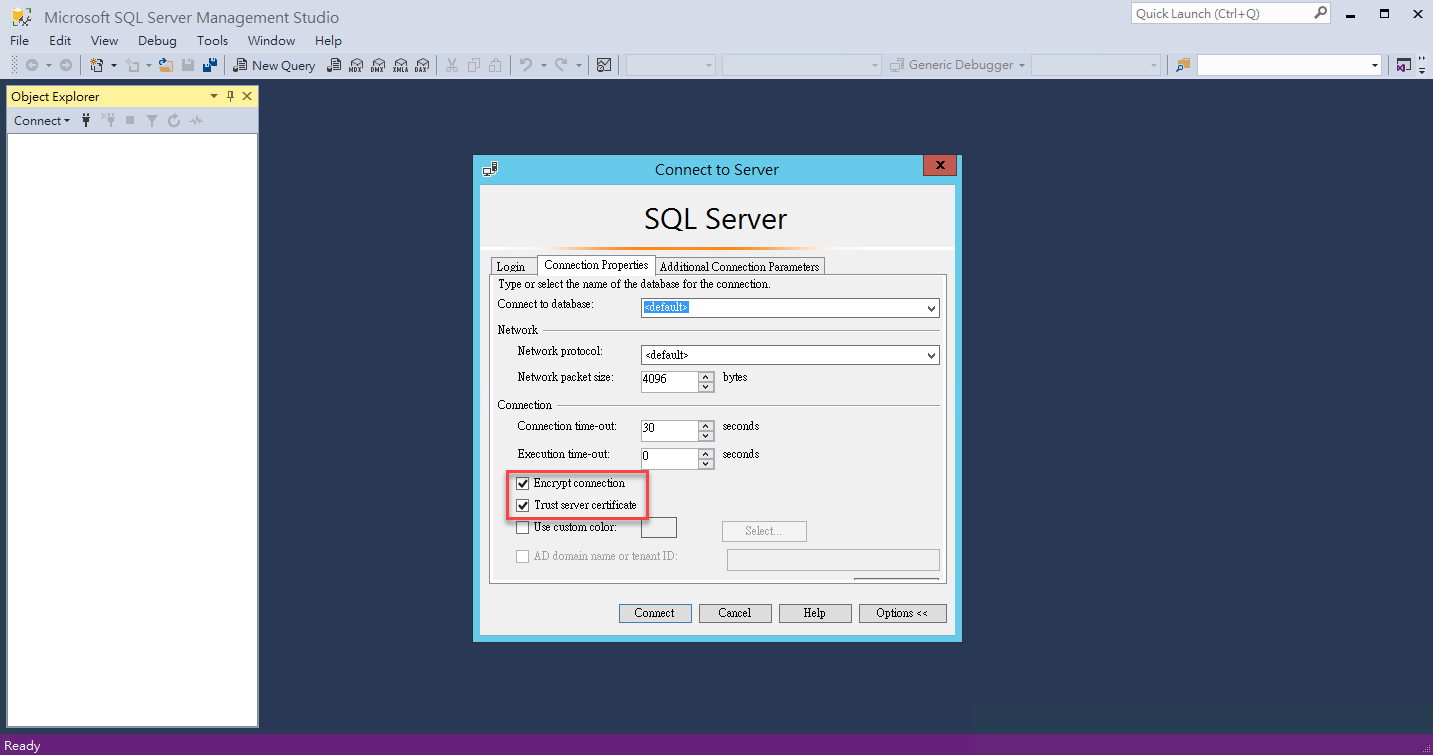 Microsoft SQL Server Management Studio
Quick Launch (Ctrl+Q)
File Edit View Debug Tools Window Help
New Query MDX DMX XMLA DAX Generic Debugger
Object Explorer
Connect
Connect to Server
x
SQL Server
Login Connection Properties Additional Connection Parameters
Type or select the name of the database for the connection.
Connect to database: <default>
Network
Network protocol: <default>
Network packet size: 4096 bytes
Connection
Connection time-out: 30 seconds
Execution time-out: 0 seconds
Encrypt connection
Trust server certificate
Use custom color: Select...
AD domain name or tenant ID:
Connect Cancel Help Options <<
Ready